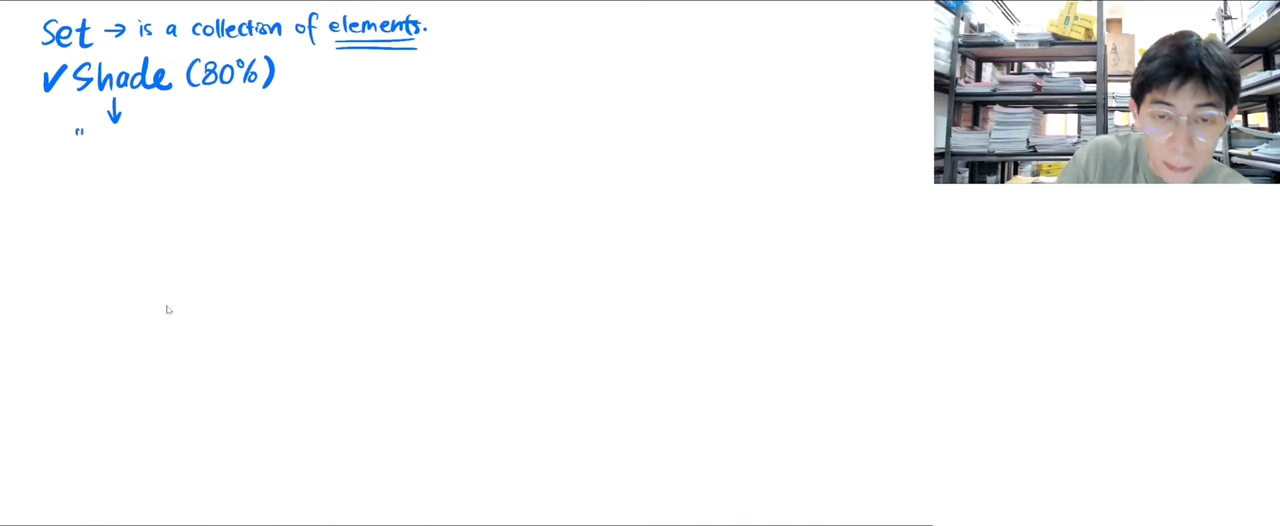 Set → is a collection of elements.
✓ Shade (80%)
↓
"